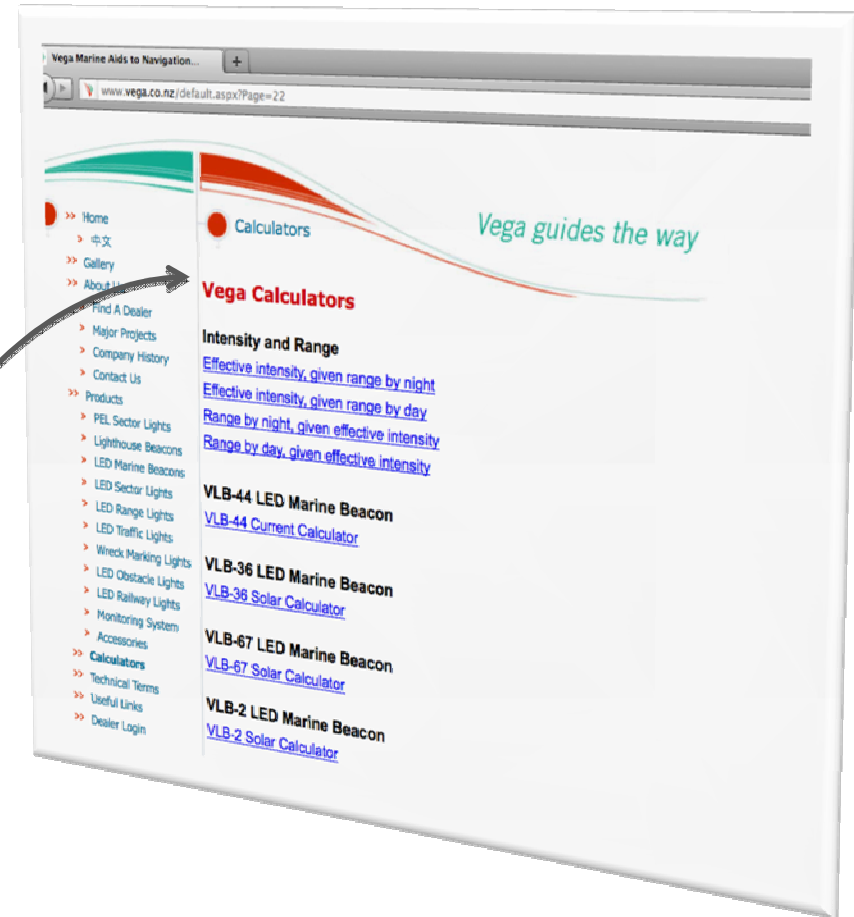 Vega Marine Aids to Navigation...
+
www.vega.co.nz/default.aspx?Page=22
Vega guides the way
Calculators
>> Home
> 中文
>> Gallery
>> About
Find A Dealer
> Major Projects
> Company History
> Contact Us
>> Products
> PEL Sector Lights
> Lighthouse Beacons
> LED Marine Beacons
> LED Sector Lights
> LED Range Lights
> LED Traffic Lights
> Wreck Marking Lights
> LED Obstacle Lights
> LED Railway Lights
> Monitoring System
> Accessories
>> Calculators
>> Technical Terms
>> Useful Links
>> Dealer Login
Vega Calculators
Intensity and Range
Effective intensity, given range by night
Effective intensity, given range by day
Range by night, given effective intensity
Range by day, given effective intensity
VLB-44 LED Marine Beacon
VLB-44 Current Calculator
VLB-36 LED Marine Beacon
VLB-36 Solar Calculator
VLB-67 LED Marine Beacon
VLB-67 Solar Calculator
VLB-2 LED Marine Beacon
VLB-2 Solar Calculator